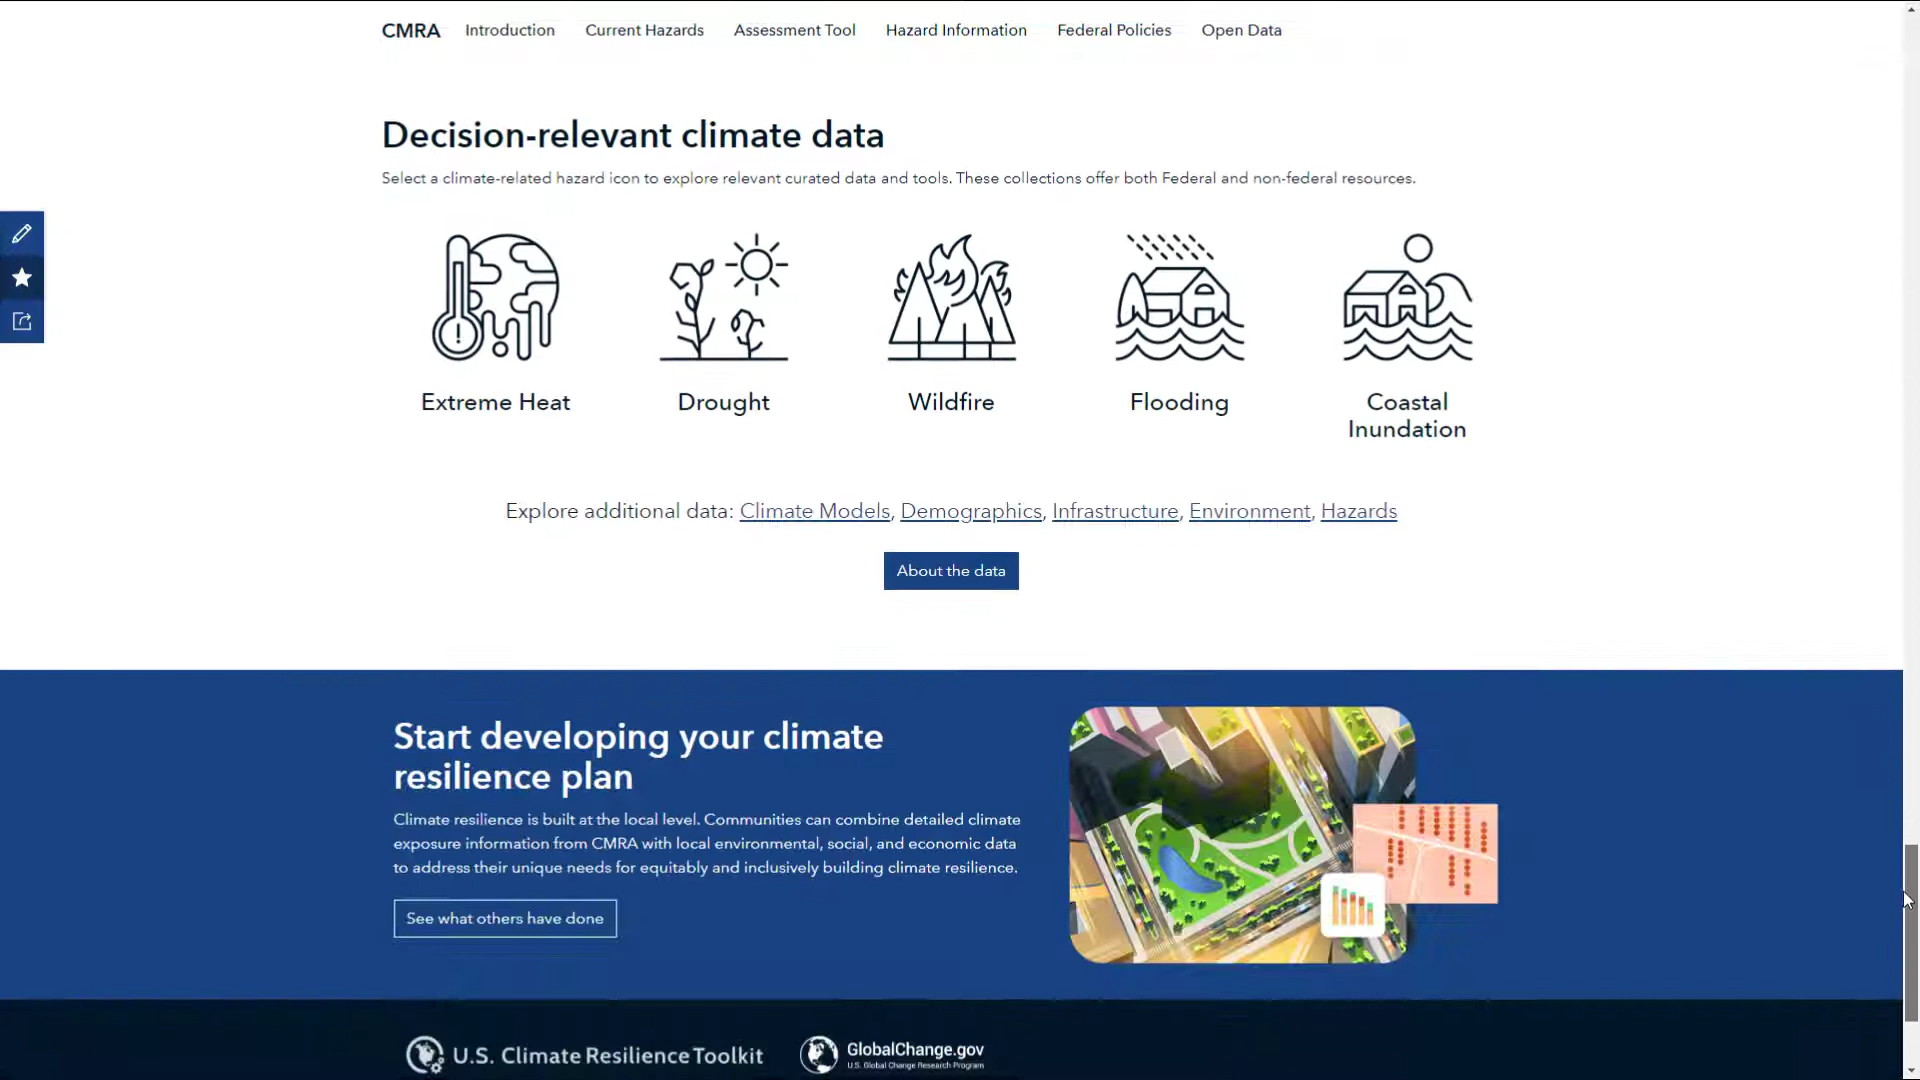 CMRA Introduction Current Hazards Assessment Tool Hazard Information Federal Policies Open Data
Decision-relevant climate data
Select a climate-related hazard icon to explore relevant curated data and tools. These collections offer both Federal and non-federal resources.
Extreme Heat
Drought
Wildfire
Flooding
Coastal
Inundation
Explore additional data: Climate Models, Demographics, Infrastructure, Environment, Hazards
About the data
Start developing your climate
resilience plan
Climate resilience is built at the local level. Communities can combine detailed climate
exposure information from CMRA with local environmental, social, and economic data
to address their unique needs for equitably and inclusively building climate resilience.
See what others have done
U.S. Climate Resilience Toolkit
GlobalChange.gov
U.S. Global Change Research Program